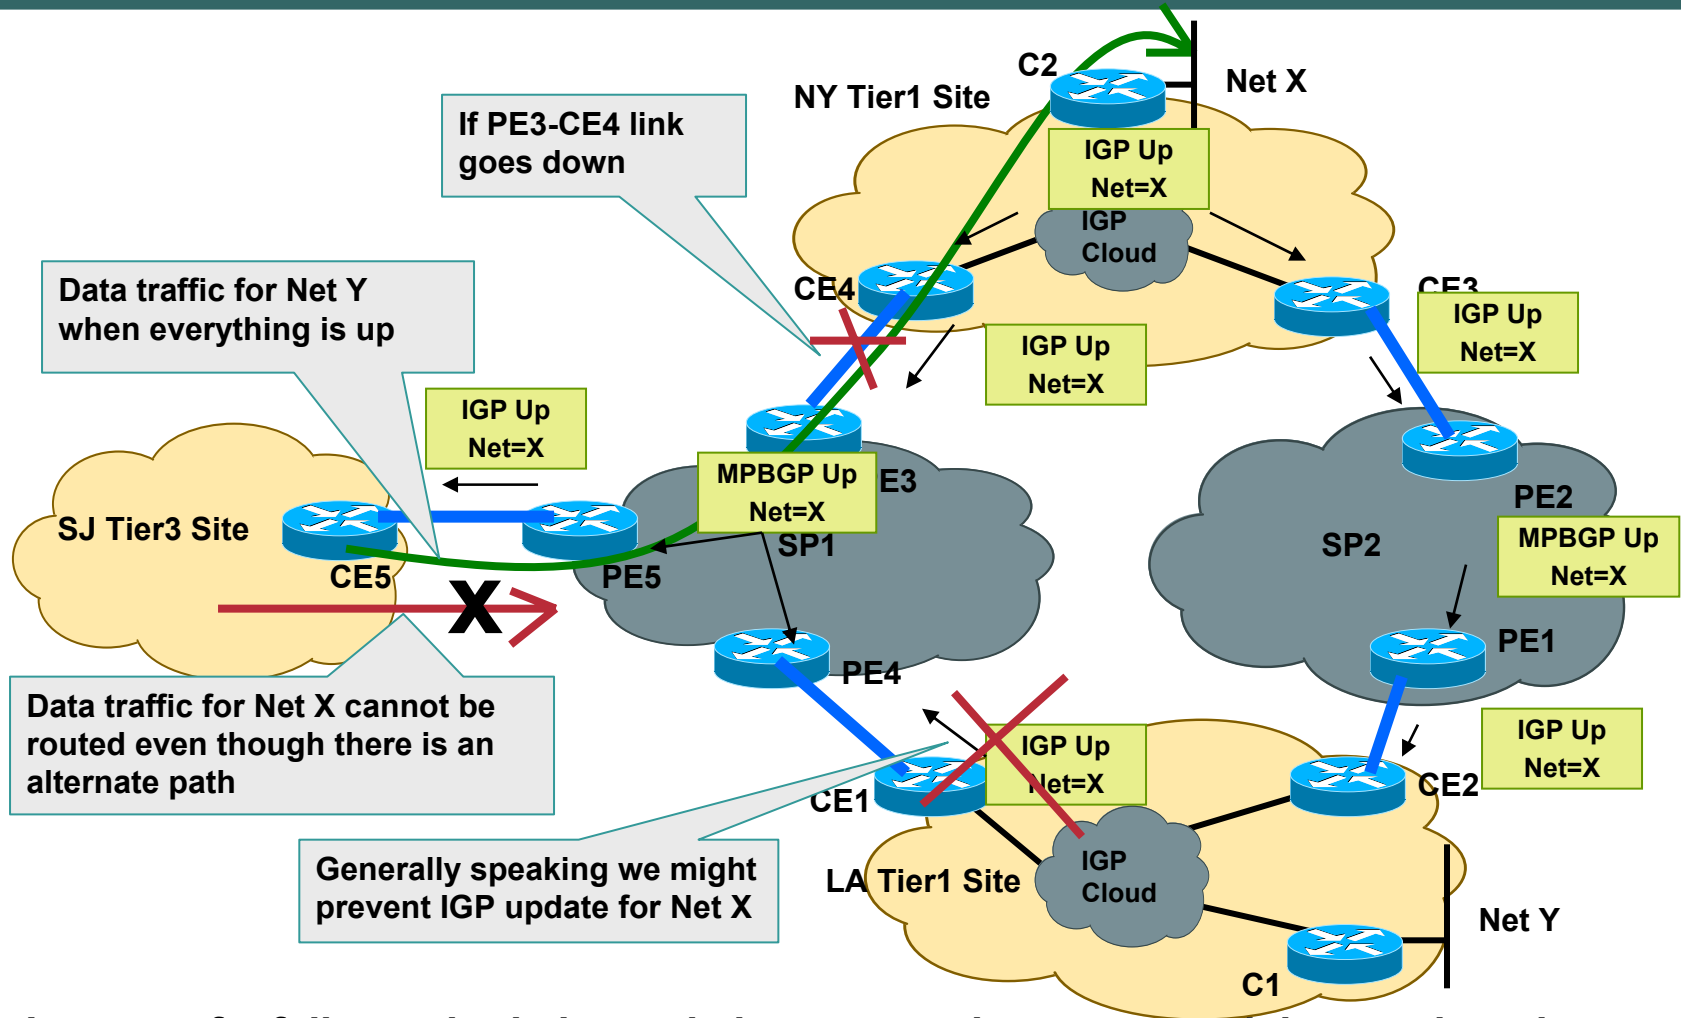 C2
Net X
NY Tier1 Site
If PE3-CE4 link
goes down
IGP Up
Net=X
IGP
Cloud
Data traffic for Net Y
when everything is up
CE4
CE3
IGP Up
Net=X
IGP Up
Net=X
IGP Up
Net=X
MPBGP Up
Net=X
E3
PE2
SJ Tier3 Site
SP1
SP2
MPBGP Up
Net=X
CE5
PE5
X
PE1
PE4
Data traffic for Net X cannot be
routed even though there is an
alternate path
IGP Up
Net=X
IGP Up
Net=X
CE1
CE2
Generally speaking we might
prevent IGP update for Net X
LA Tier1 Site
IGP
Cloud
Net Y
C1